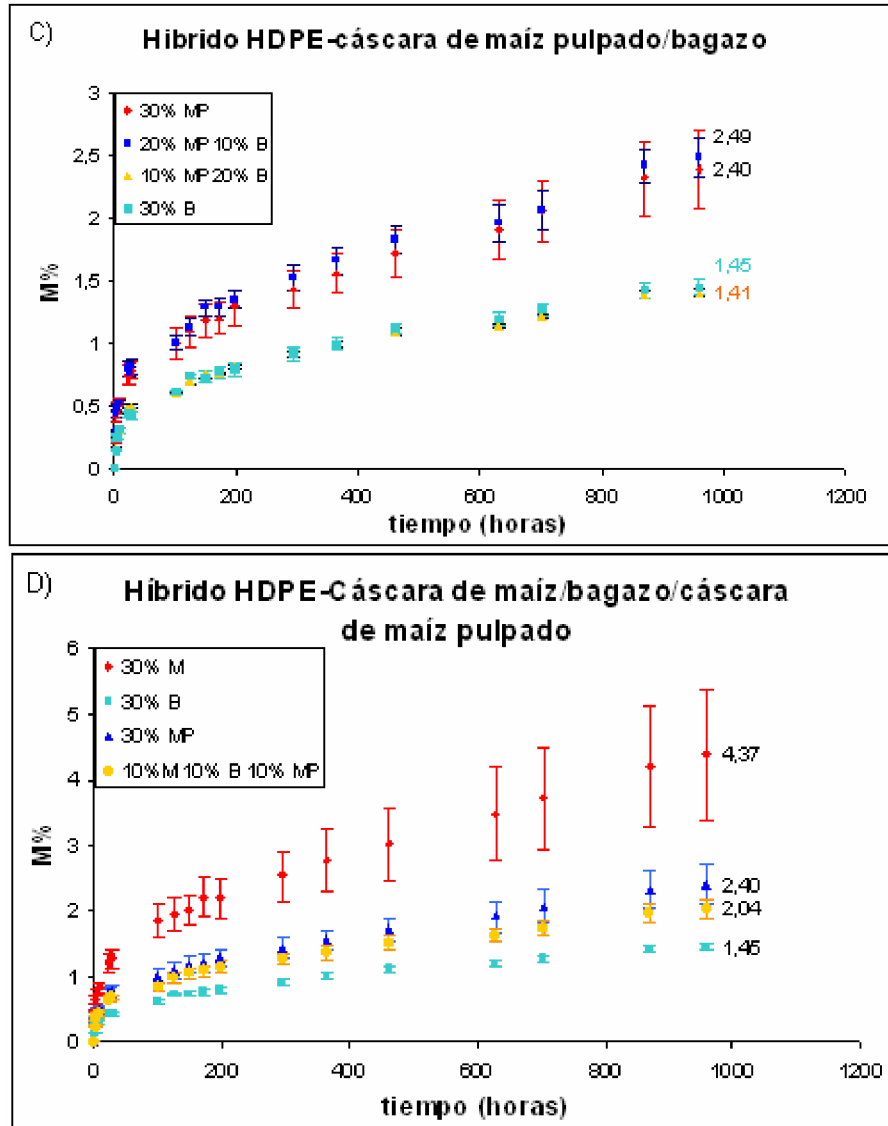 C)
Híbrido HDPE-cáscara de maíz pulpado/bagazo
3
2,5
2
1,5
1
0,5
0
M%
30% MP
20% MP 10% B
10% MP 20% B
30% B
2,49
2,40
1,45
1,41
0
200
400
600
800
1000
1200
tiempo (horas)
D)
Híbrido HDPE-Cáscara de maíz/bagazo/cáscara
de maíz pulpado
6
5
4
3
2
1
0
M%
30% M
30% B
30% MP
10%M 10% B 10% MP
4,37
2,40
2,04
1,45
0
200
400
600
800
1000
1200
tiempo (horas)